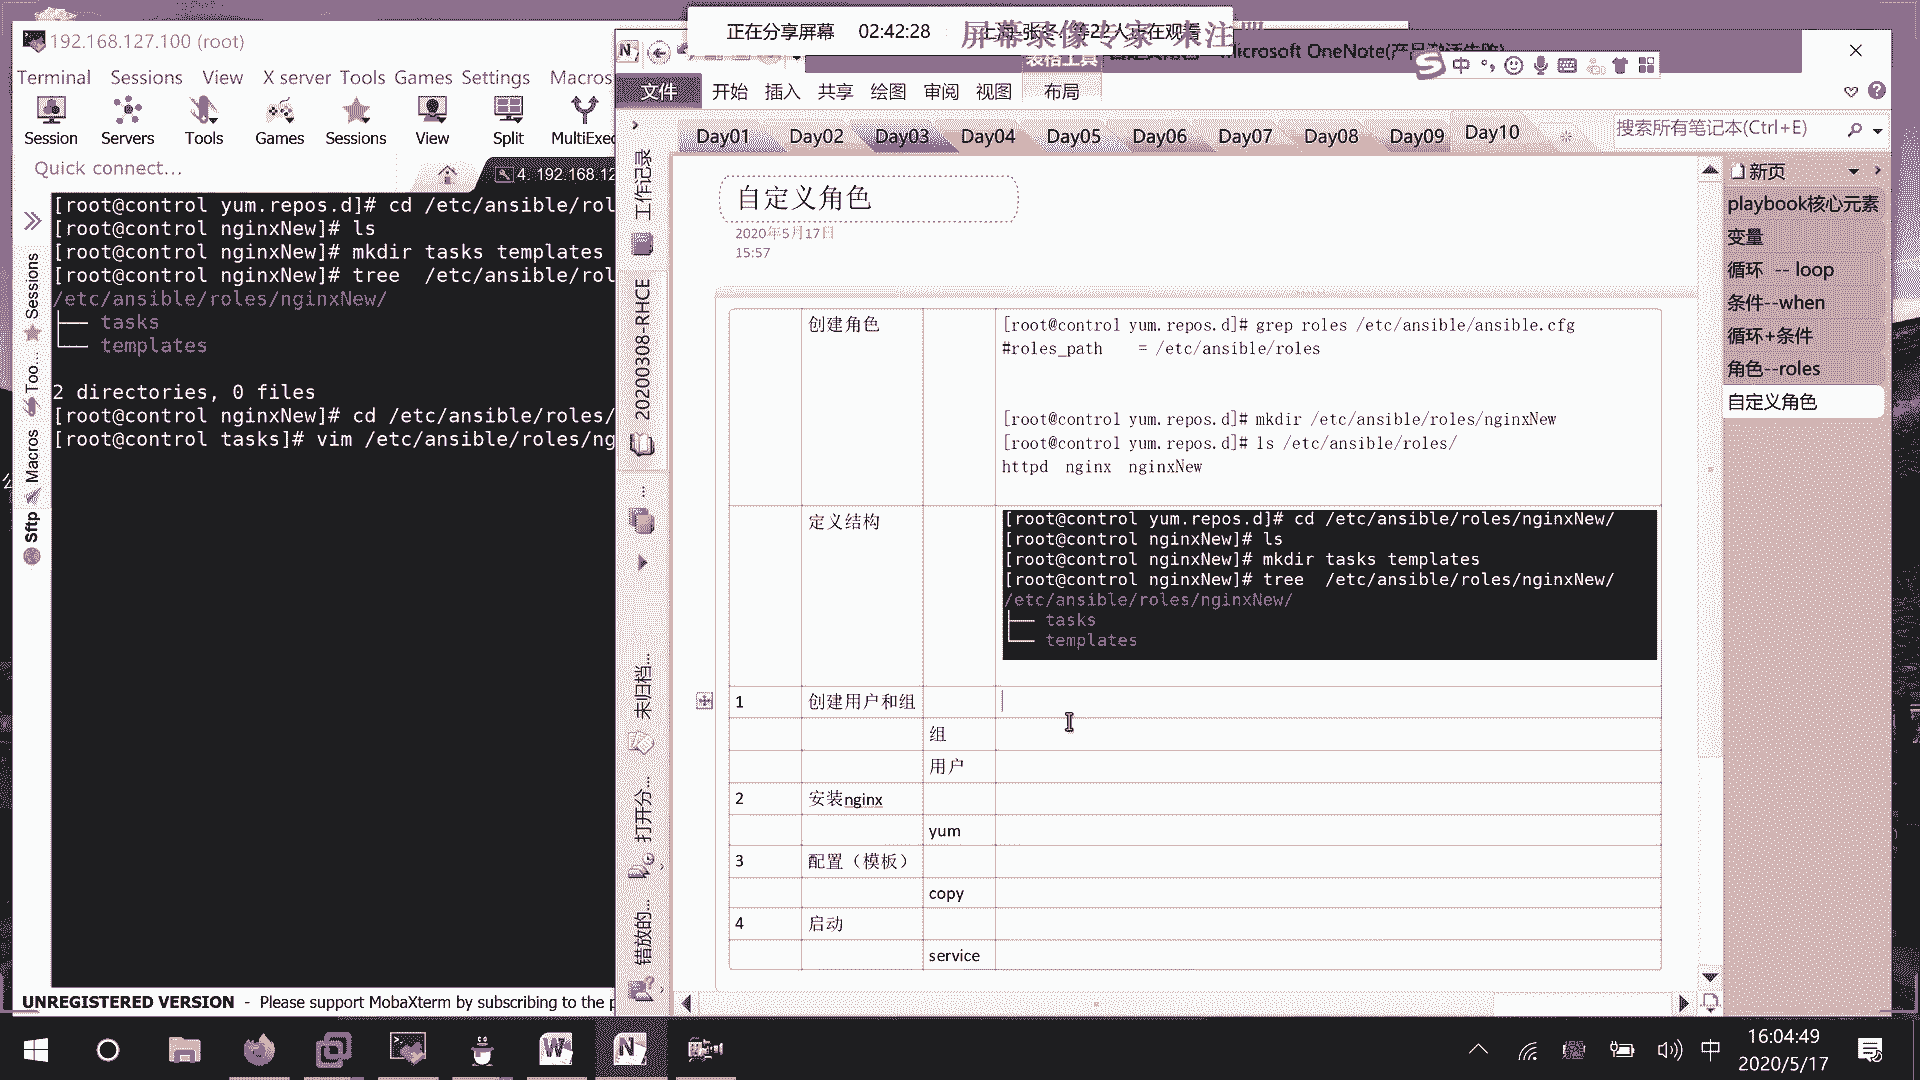 正在分享屏幕 02:42:28 上海-张冬.等22人正在观看
屏幕录像专家 未注册
192.168.127.100 (root)
Terminal Sessions View X server Tools Games Settings Macros
Session Servers Tools Games Sessions View Split MultiExec
Quick connect...
4. 192.168.12
[root@control yum.repos.d]# cd /etc/ansible/rol
[root@control nginxNew]# ls
[root@control nginxNew]# mkdir tasks templates
[root@control nginxNew]# tree  /etc/ansible/rol
/etc/ansible/roles/nginxNew/
├── tasks
└── templates
2 directories, 0 files
[root@control nginxNew]# cd /etc/ansible/roles/
[root@control tasks]# vim /etc/ansible/roles/ng
Sessions
Too...
Macros
Sftp
UNREGISTERED VERSION - Please support MobaXterm by subscribing to the p
Microsoft OneNote(产品激活失败)
表格工具
文件 开始 插入 共享 绘图 审阅 视图 布局
中
Day01 Day02 Day03 Day04 Day05 Day06 Day07 Day08 Day09 Day10
搜索所有笔记本(Ctrl+E)
工作记录
20200308-RHCE
未归档...
打开分...
错放的...
自定义角色
2020年5月17日
15:57
创建角色
[root@control yum.repos.d]# grep roles /etc/ansible/ansible.cfg
#roles_path    = /etc/ansible/roles
[root@control yum.repos.d]# mkdir /etc/ansible/roles/nginxNew
[root@control yum.repos.d]# ls /etc/ansible/roles/
httpd  nginx  nginxNew
定义结构
[root@control yum.repos.d]# cd /etc/ansible/roles/nginxNew/
[root@control nginxNew]# ls
[root@control nginxNew]# mkdir tasks templates
[root@control nginxNew]# tree  /etc/ansible/roles/nginxNew/
/etc/ansible/roles/nginxNew/
├── tasks
└── templates
1 创建用户和组
组
用户
2 安装nginx
yum
3 配置（模板）
copy
4 启动
service
新页
playbook核心元素
变量
循环 -- loop
条件--when
循环+条件
角色--roles
自定义角色
中
16:04:49
2020/5/17